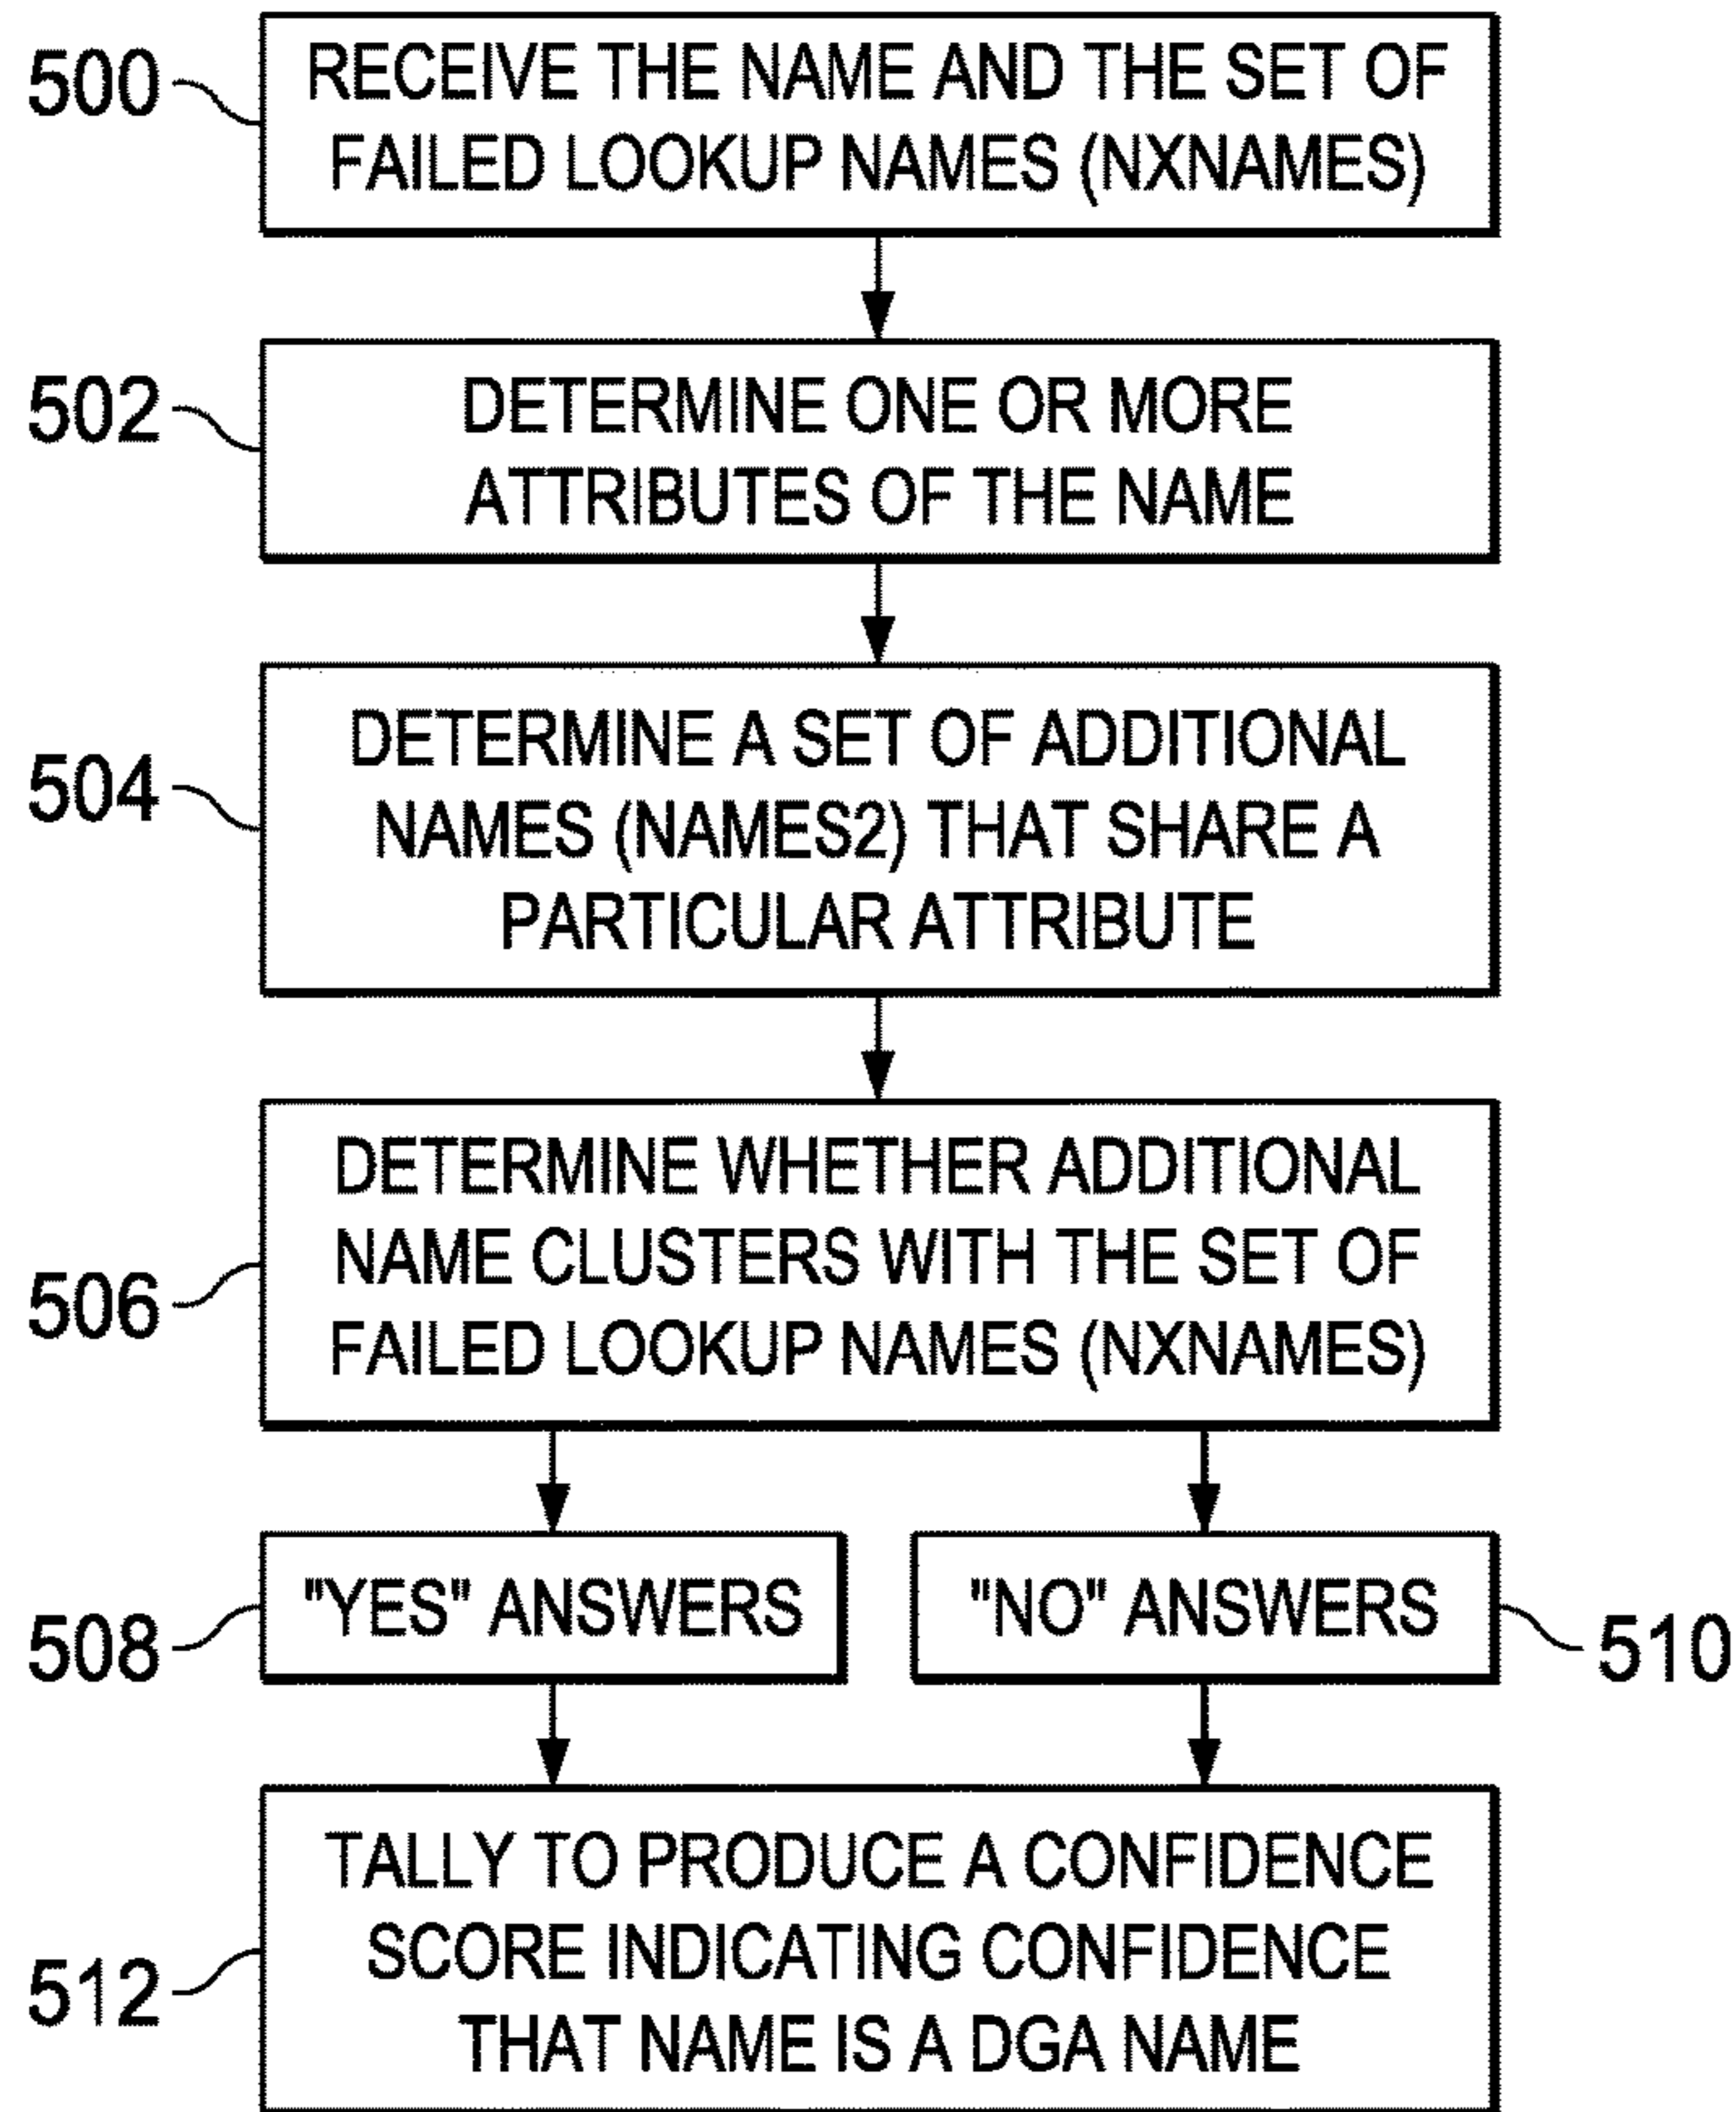 500
RECEIVE THE NAME AND THE SET OF
FAILED LOOKUP NAMES (NXNAMES)
502
DETERMINE ONE OR MORE
ATTRIBUTES OF THE NAME
504
DETERMINE A SET OF ADDITIONAL
NAMES (NAMES2) THAT SHARE A
PARTICULAR ATTRIBUTE
506
DETERMINE WHETHER ADDITIONAL
NAME CLUSTERS WITH THE SET OF
FAILED LOOKUP NAMES (NXNAMES)
508
"YES" ANSWERS
"NO" ANSWERS
510
512
TALLY TO PRODUCE A CONFIDENCE
SCORE INDICATING CONFIDENCE
THAT NAME IS A DGA NAME